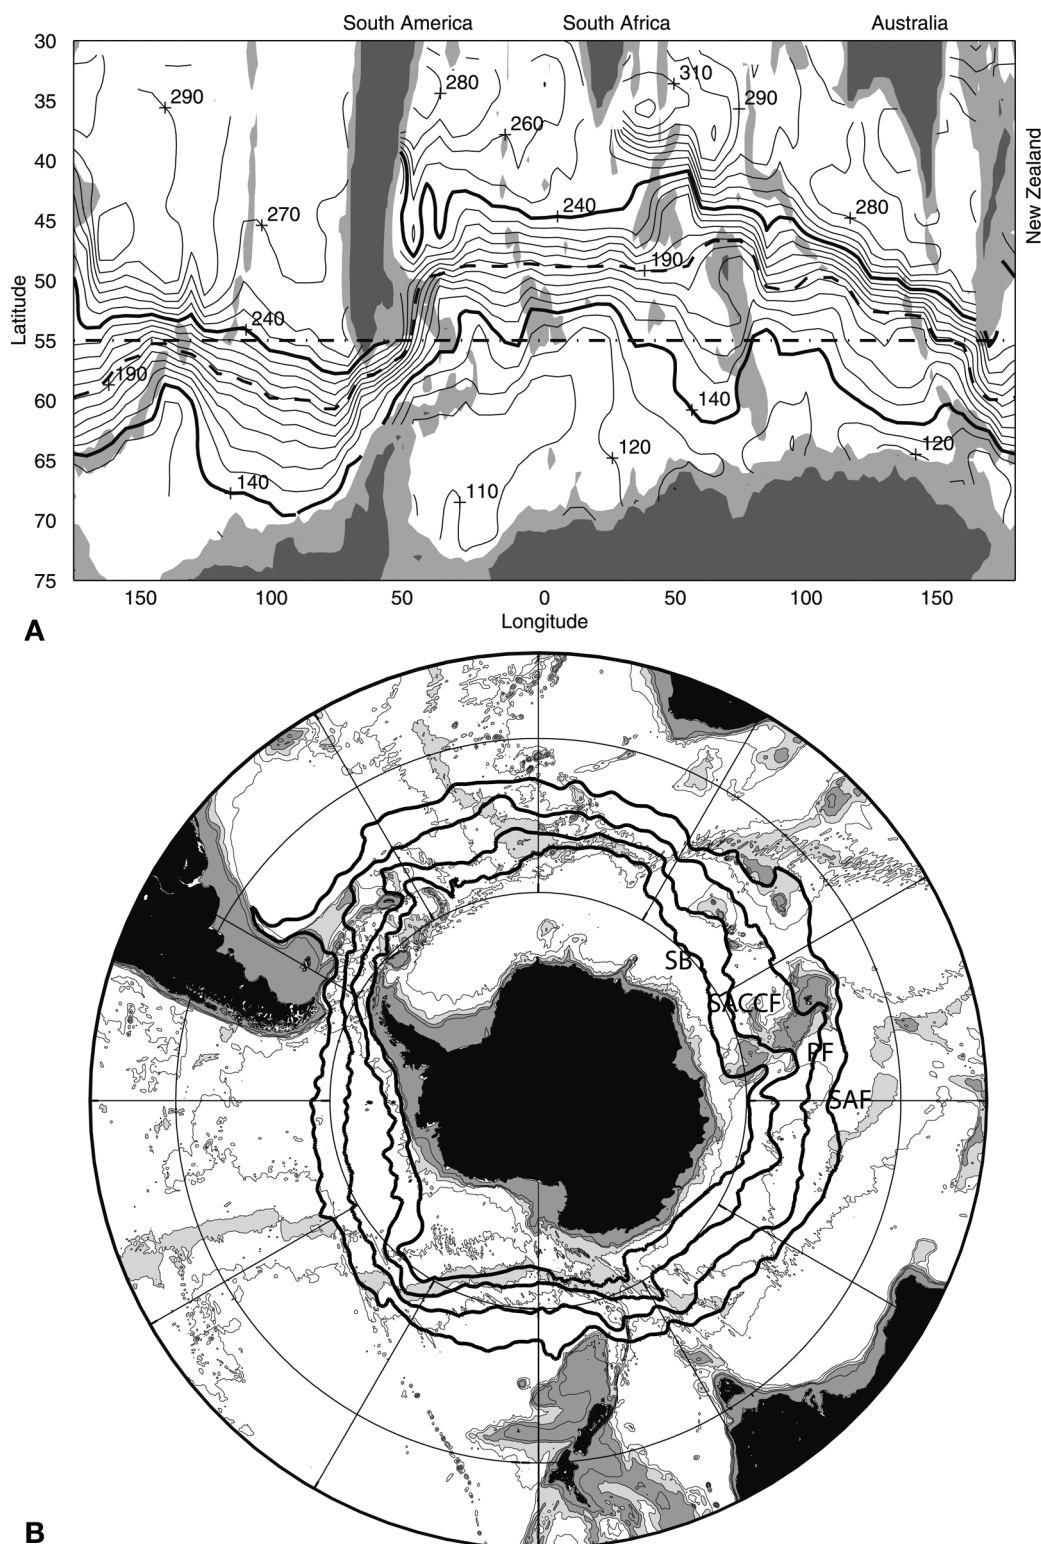 South America South Africa Australia
30
290 280 310 290
35
260
40
New Zealand
240 280
45
270
190
50
240
Latitude
55
190
60
140
120 120
65
140
110
70
75
150 100 50 0 50 100 150
Longitude
A
SB
SACCF
PF
SAF
B